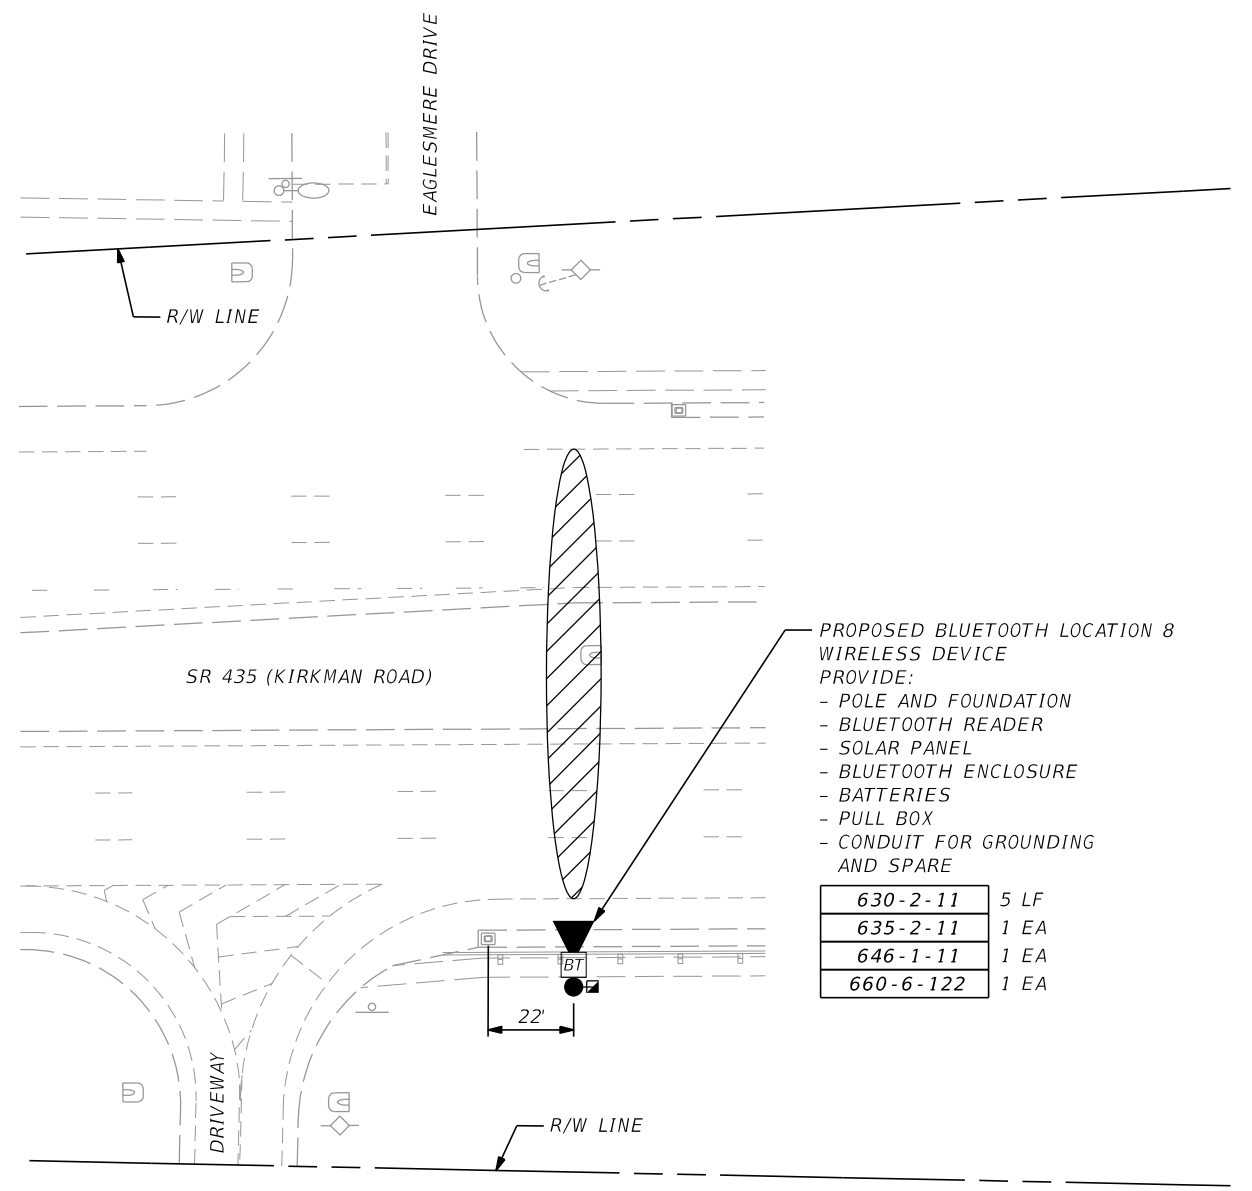 EAGLESMERE DRIVE
R/W LINE
SR 435 (KIRKMAN ROAD)
PROPOSED BLUETOOTH LOCATION 8
WIRELESS DEVICE
PROVIDE:
- POLE AND FOUNDATION
- BLUETOOTH READER
- SOLAR PANEL
- BLUETOOTH ENCLOSURE
- BATTERIES
- PULL BOX
- CONDUIT FOR GROUNDING
AND SPARE
630-2-11 5 LF
635-2-11 1 EA
646-1-11 1 EA
660-6-122 1 EA
BT
22'
DRIVEWAY
R/W LINE